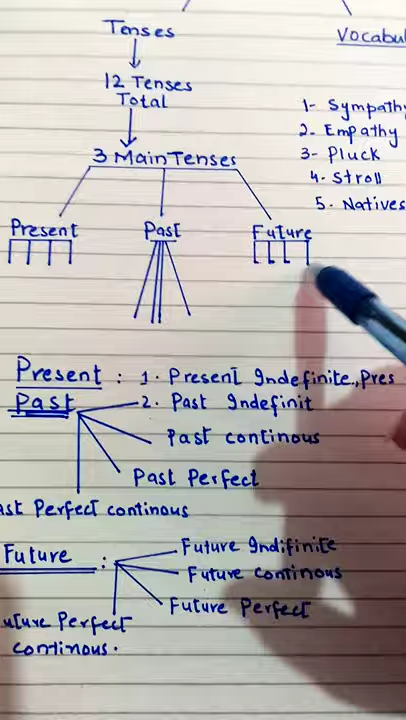 Tenses
Vocabul
12 Tenses
Total
1- Sympathy
2. Empathy
3- Pluck
4. Stroll
5. Natives
3 Main Tenses
Present Past Future
Present : 1. Present Indefinite., Pres
Past 2. Past Indefinit
Past continous
Past Perfect
ast Perfect continous
Future : Future Indifinite
Future continous
Future Perfect
uture Perfect
continous.